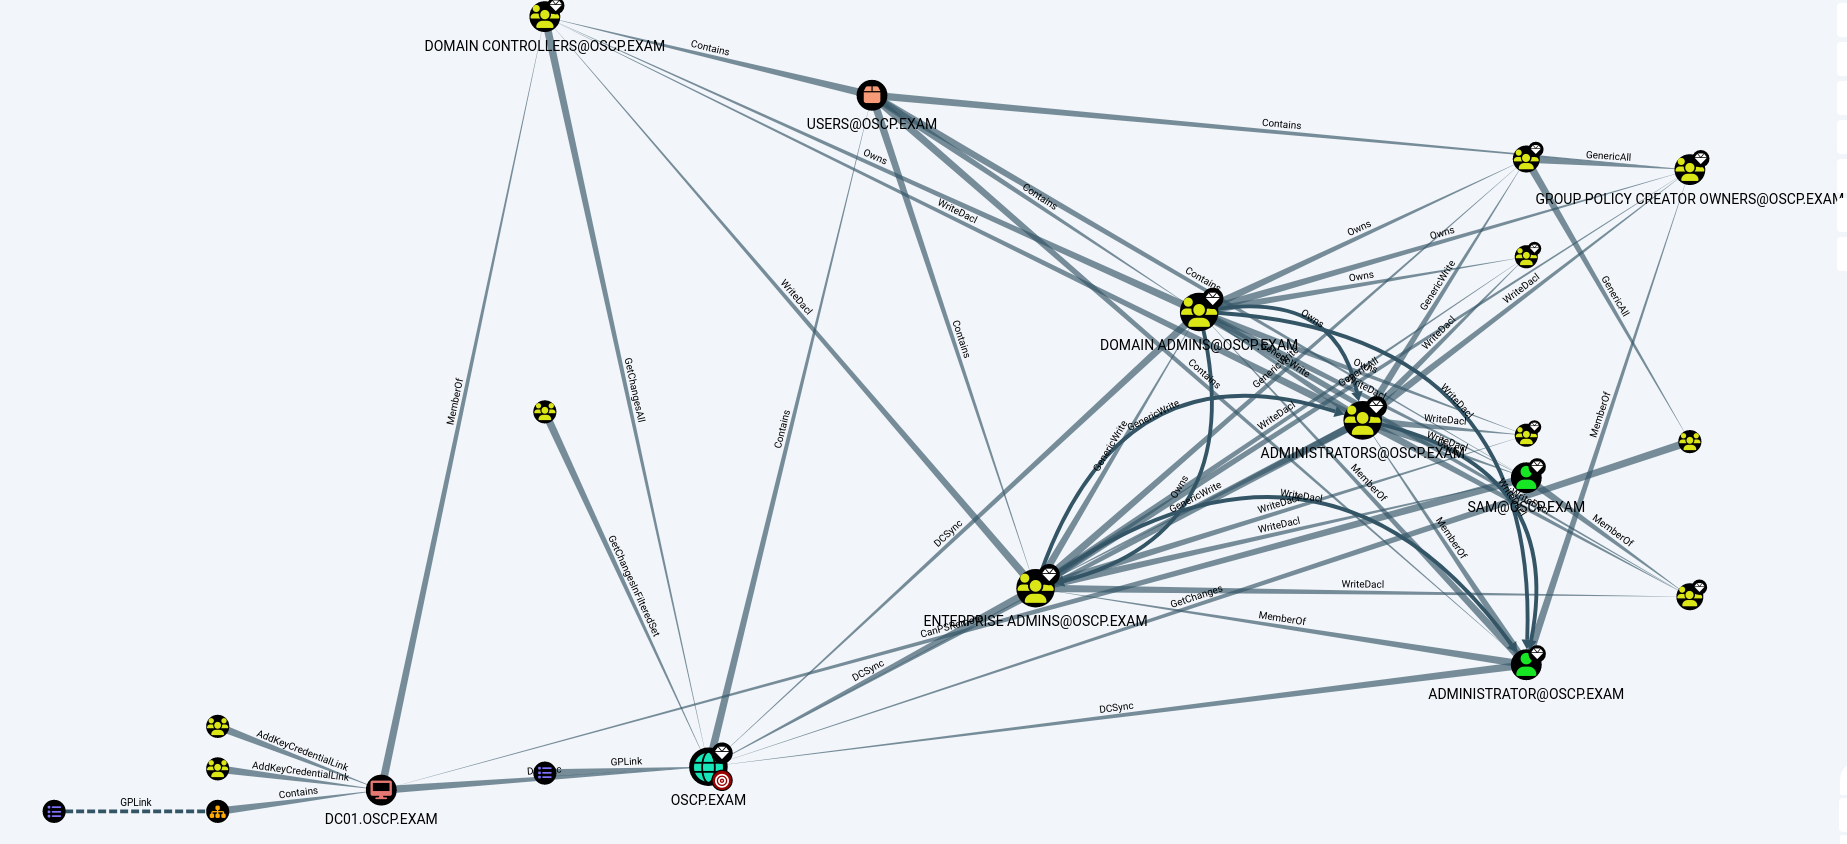 DOMAIN CONTROLLERS@OSCP.EXAM
Contains
USERS@OSCP.EXAM
Contains
GenericAll
GROUP POLICY CREATOR OWNERS@OSCP.EXAM
Owns
WriteDacl
Contains
Owns
Owns
Owns
Contains
GenericWrite
WriteDacl
GenericAll
WriteDacl
Owns
DOMAIN ADMINS@OSCP.EXAM
WriteDacl
Contains
Contains
GetChangesAll
MemberOf
Contains
WriteDacl
GenericWrite
GenericWrite
WriteDacl
WriteDacl
MemberOf
ADMINISTRATORS@OSCP.EXAM
GenericWrite
WriteDacl
MemberOf
Owns
GenericWrite
WriteDacl
WriteDacl
SAM@OSCP.EXAM
WriteDacl
MemberOf
MemberOf
DCSync
GetChangesInFilteredSet
WriteDacl
GetChanges
ENTERPRISE ADMINS@OSCP.EXAM
MemberOf
DCSync
ADMINISTRATOR@OSCP.EXAM
DCSync
AddKeyCredentialLink
AddKeyCredentialLink
GPLink
Contains
GPLink
OSCP.EXAM
DC01.OSCP.EXAM